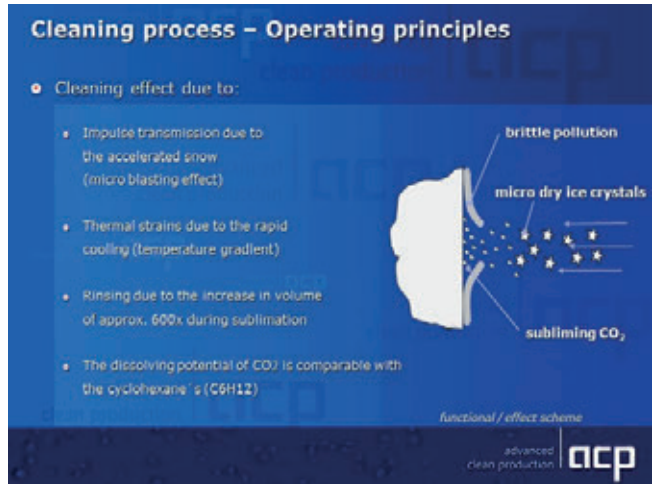 Cleaning process – Operating principles
Cleaning effect due to:
Impulse transmission due to
the accelerated snow
(micro blasting effect)
Thermal strains due to the rapid
cooling (temperature gradient)
Rinsing due to the increase in volume
of approx. 600x during sublimation
The dissolving potential of CO2 is comparable with
the cyclohexane´s (C6H12)
brittle pollution
micro dry ice crystals
subliming CO₂
functional / effect scheme
advanced
clean production
acp